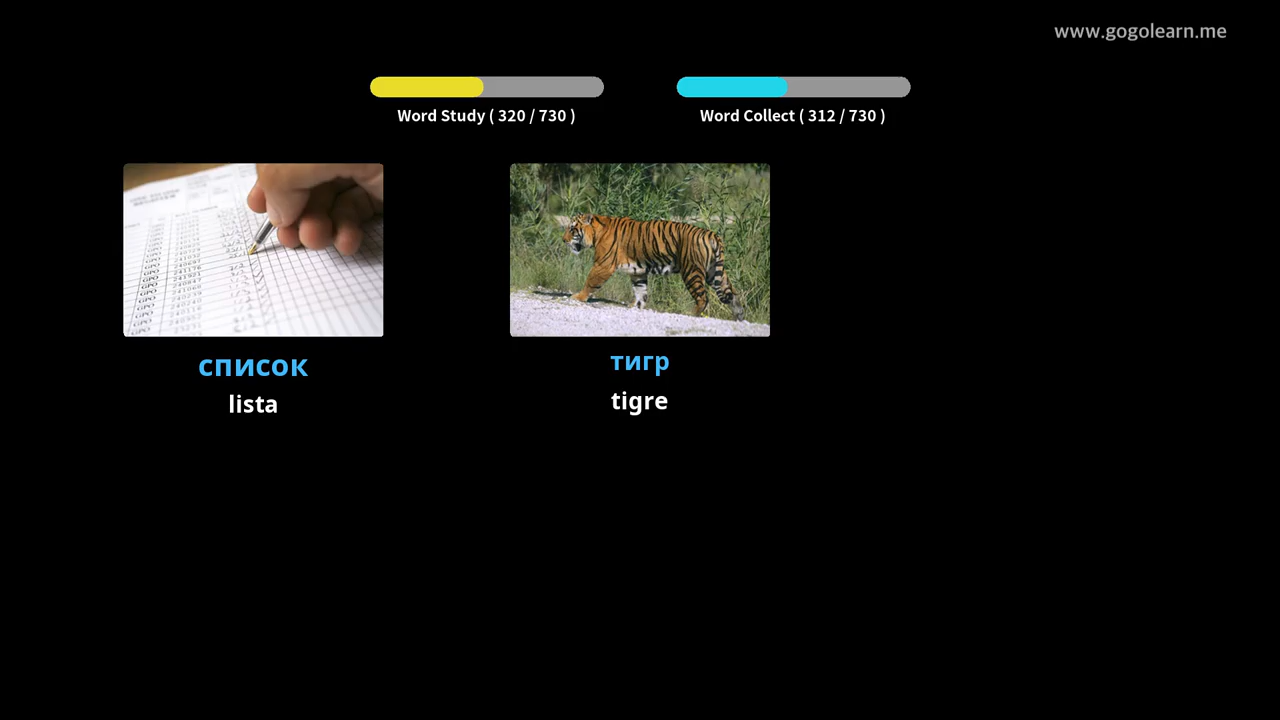 www.gogolearn.me
Word Study ( 320 / 730 )
Word Collect ( 312 / 730 )
список
lista
тигр
tigre